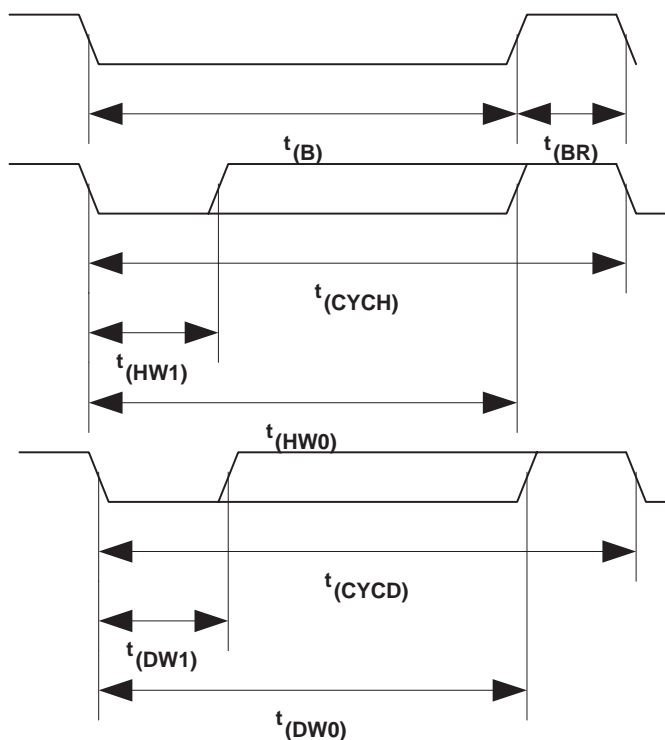 t(B)
t(BR)
t(CYCH)
t(HW1)
t(HW0)
t(CYCD)
t(DW1)
t(DW0)